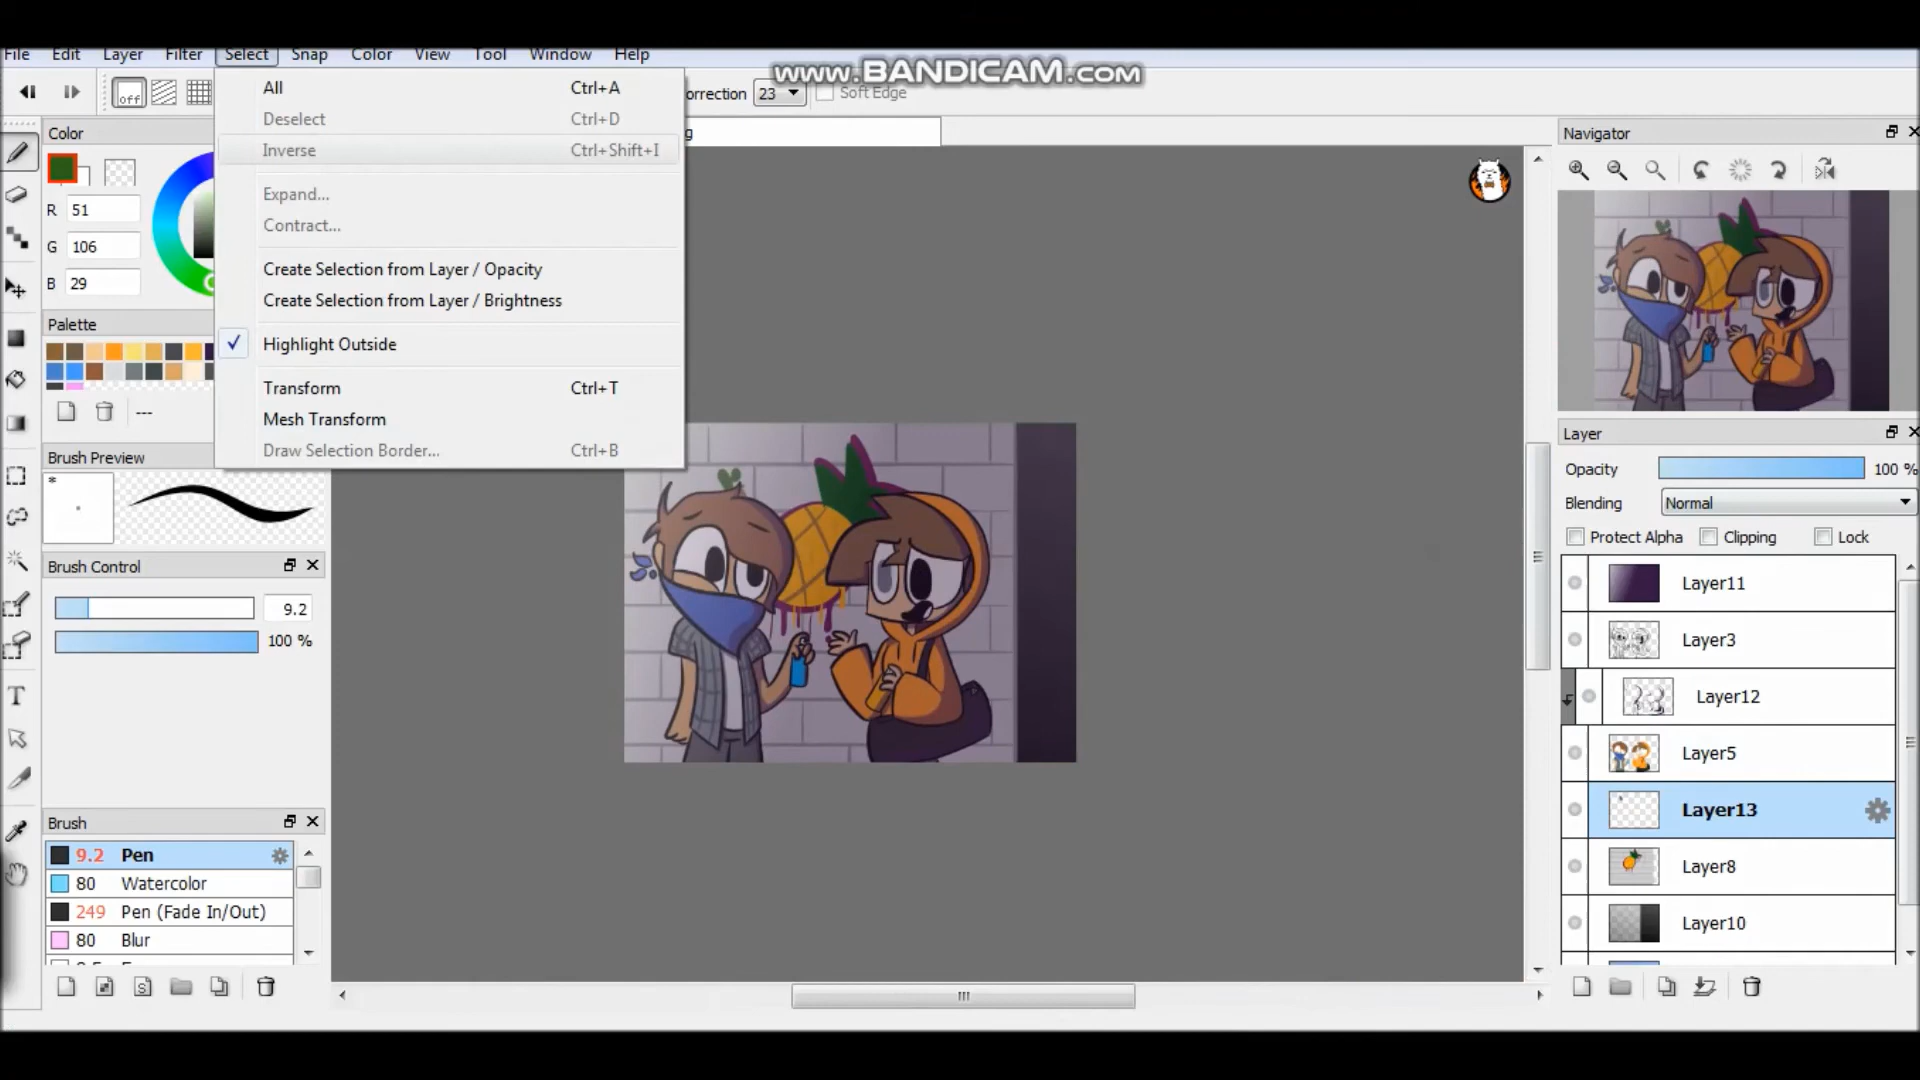 File Edit Layer Filter Select Snap Color View Tool Window Help
www.BANDICAM.com
off
orrection 23 Soft Edge
All Ctrl+A
Deselect Ctrl+D
Inverse Ctrl+Shift+I
Expand...
Contract...
Create Selection from Layer / Opacity
Create Selection from Layer / Brightness
Highlight Outside
Transform Ctrl+T
Mesh Transform
Draw Selection Border... Ctrl+B
g
Color
R 51
G 106
B 29
Palette
---
Brush Preview
*
Brush Control
9.2
100 %
Brush
9.2 Pen
80 Watercolor
249 Pen (Fade In/Out)
80 Blur
T
Navigator
Layer
Opacity 100 %
Blending Normal
Protect Alpha Clipping Lock
Layer11
Layer3
Layer12
Layer5
Layer13
Layer8
Layer10